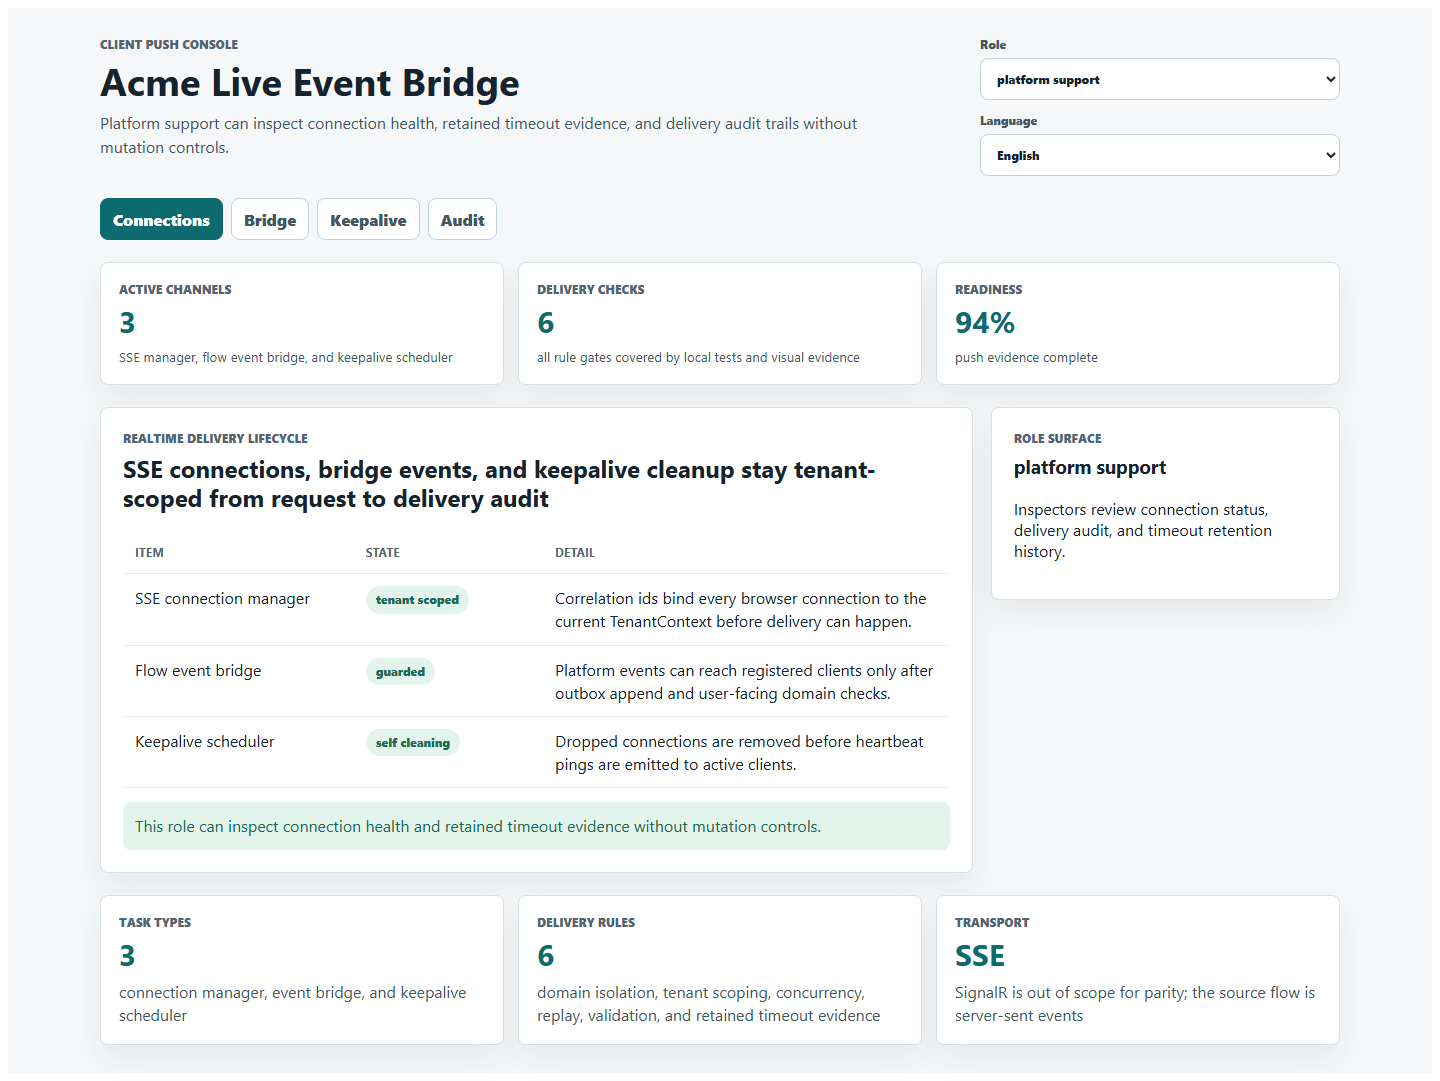 CLIENT PUSH CONSOLE
Acme Live Event Bridge
Platform support can inspect connection health, retained timeout evidence, and delivery audit trails without
mutation controls.
Role
platform support
Language
English
Connections
Bridge
Keepalive
Audit
ACTIVE CHANNELS
3
SSE manager, flow event bridge, and keepalive scheduler
DELIVERY CHECKS
6
all rule gates covered by local tests and visual evidence
READINESS
94%
push evidence complete
REALTIME DELIVERY LIFECYCLE
SSE connections, bridge events, and keepalive cleanup stay tenant-
scoped from request to delivery audit
ITEM STATE DETAIL
SSE connection manager
tenant scoped
Correlation ids bind every browser connection to the
current TenantContext before delivery can happen.
Flow event bridge
guarded
Platform events can reach registered clients only after
outbox append and user-facing domain checks.
Keepalive scheduler
self cleaning
Dropped connections are removed before heartbeat
pings are emitted to active clients.
This role can inspect connection health and retained timeout evidence without mutation controls.
ROLE SURFACE
platform support
Inspectors review connection status,
delivery audit, and timeout retention
history.
TASK TYPES
3
connection manager, event bridge, and keepalive
scheduler
DELIVERY RULES
6
domain isolation, tenant scoping, concurrency,
replay, validation, and retained timeout evidence
TRANSPORT
SSE
SignalR is out of scope for parity; the source flow is
server-sent events